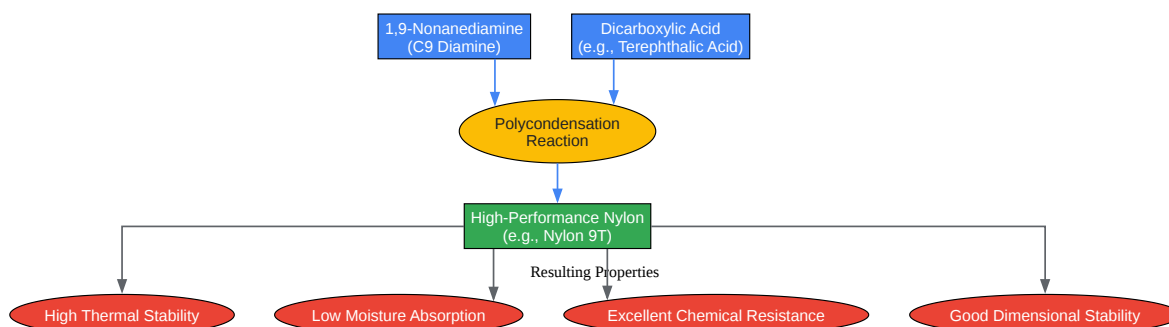 1,9-Nonanediamine
(C9 Diamine)
Dicarboxylic Acid
(e.g., Terephthalic Acid)
Polycondensation
Reaction
High-Performance Nylon
(e.g., Nylon 9T)
Resulting Properties
High Thermal Stability
Low Moisture Absorption
Excellent Chemical Resistance
Good Dimensional Stability